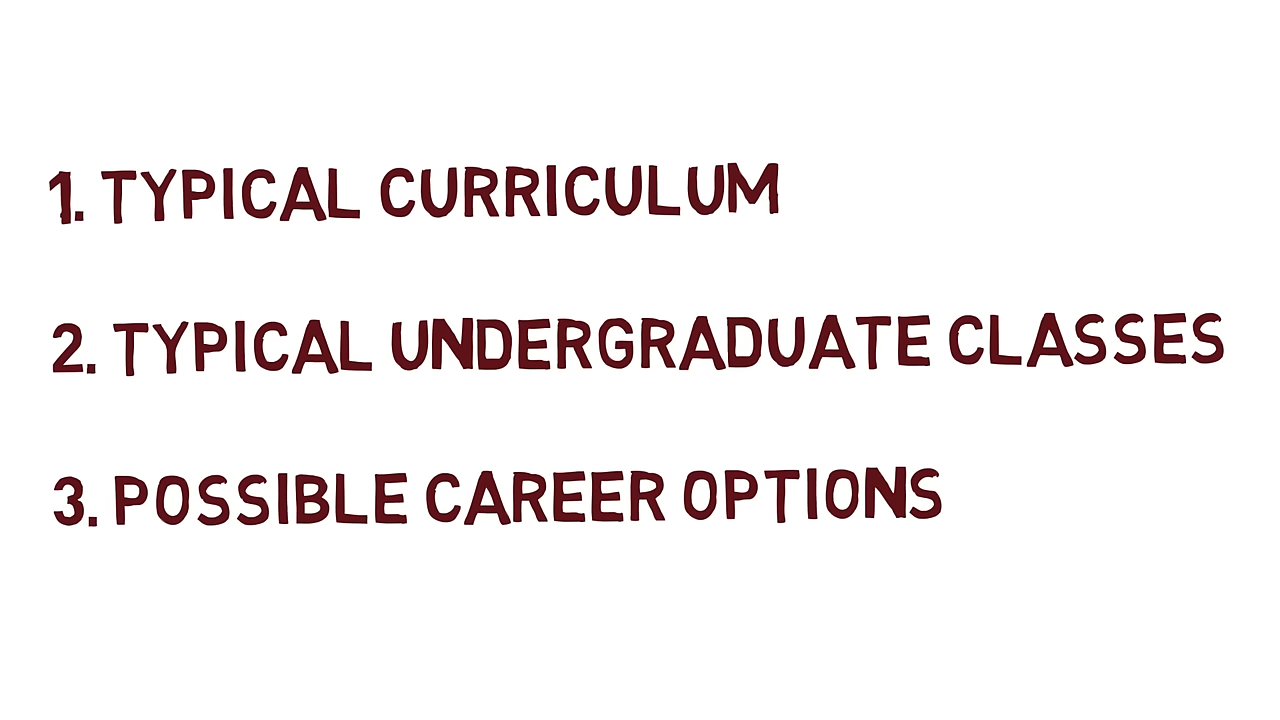 1. TYPICAL CURRICULUM
2. TYPICAL UNDERGRADUATE CLASSES
3. POSSIBLE CAREER OPTIONS